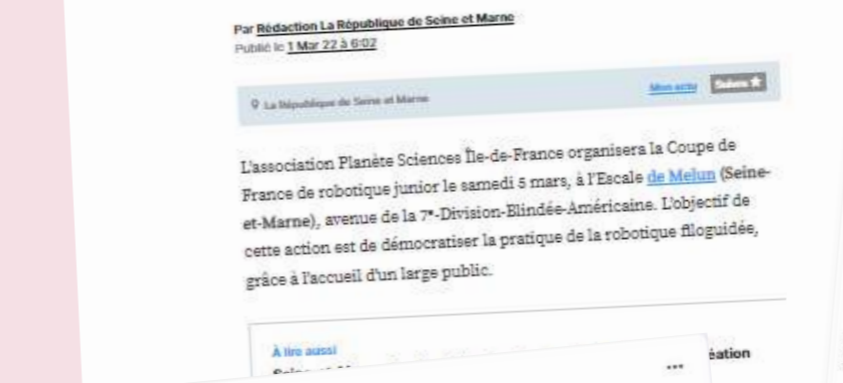 Par Rédaction La République de Seine et Marne
Publié le 1 Mar 22 à 6:02
La République de Seine et Marne
Mon actu
Suivre
L'association Planète Sciences Île-de-France organisera la Coupe de
France de robotique junior le samedi 5 mars, à l'Escale de Melun (Seine-
et-Marne), avenue de la 7e-Division-Blindée-Américaine. L'objectif de
cette action est de démocratiser la pratique de la robotique filoguidée,
grâce à l'accueil d'un large public.
À lire aussi
éation